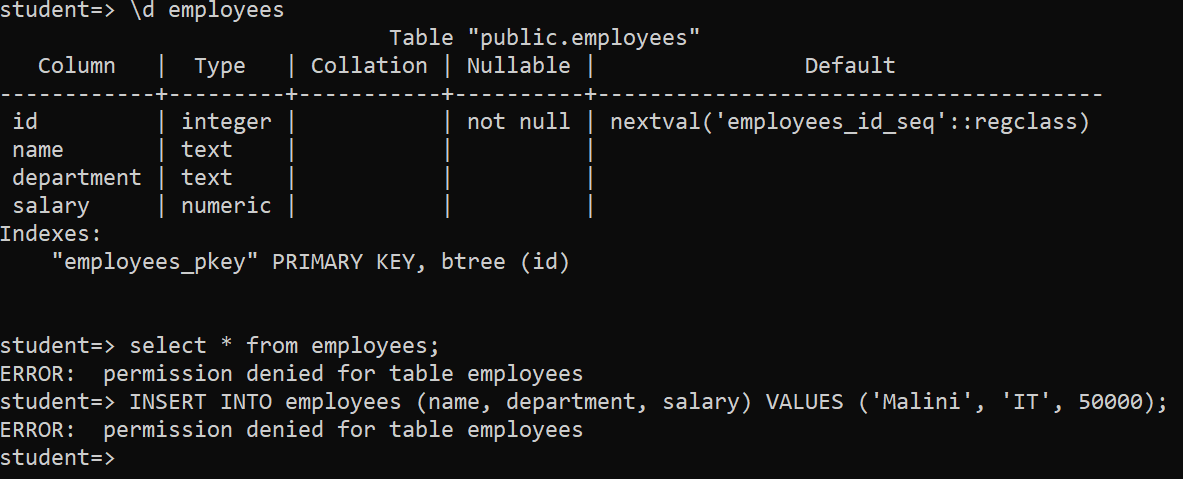 student=> \d employees
                              Table "public.employees"
   Column   |  Type   | Collation | Nullable |                Default
------------+---------+-----------+----------+---------------------------------------
 id         | integer |           | not null | nextval('employees_id_seq'::regclass)
 name       | text    |           |          |
 department | text    |           |          |
 salary     | numeric |           |          |
Indexes:
    "employees_pkey" PRIMARY KEY, btree (id)
student=> select * from employees;
ERROR:  permission denied for table employees
student=> INSERT INTO employees (name, department, salary) VALUES ('Malini', 'IT', 50000);
ERROR:  permission denied for table employees
student=>